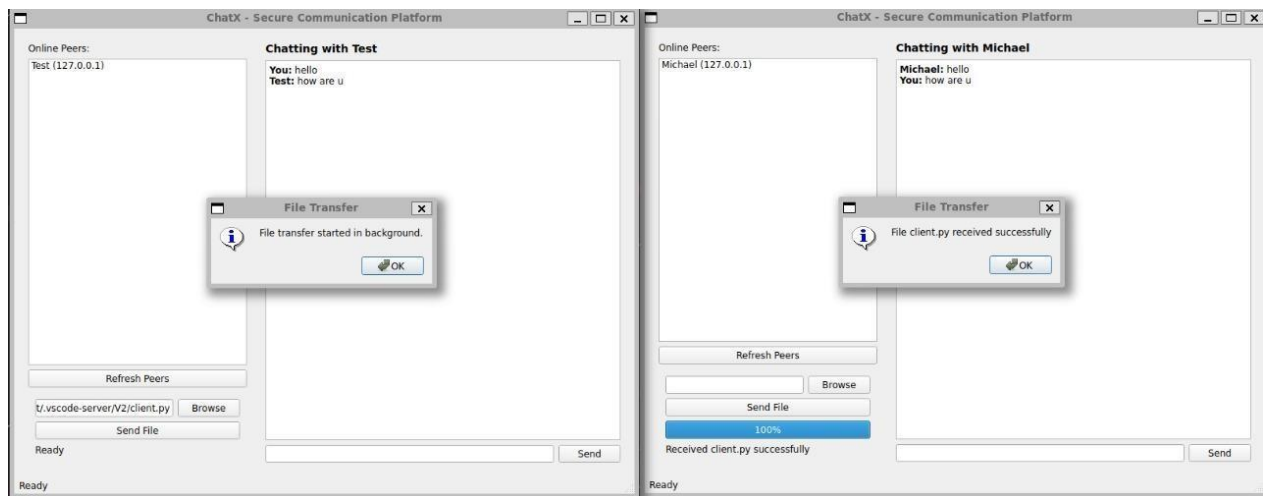 ChatX - Secure Communication Platform
Online Peers:
Test (127.0.0.1)
Chatting with Test
You: hello
Test: how are u
File Transfer
File transfer started in background.
OK
Refresh Peers
t/.vscode-server/V2/client.py
Browse
Send File
Ready
Send
Ready
ChatX - Secure Communication Platform
Online Peers:
Michael (127.0.0.1)
Chatting with Michael
Michael: hello
You: how are u
File Transfer
File client.py received successfully
OK
Refresh Peers
Browse
Send File
100%
Received client.py successfully
Send
Ready